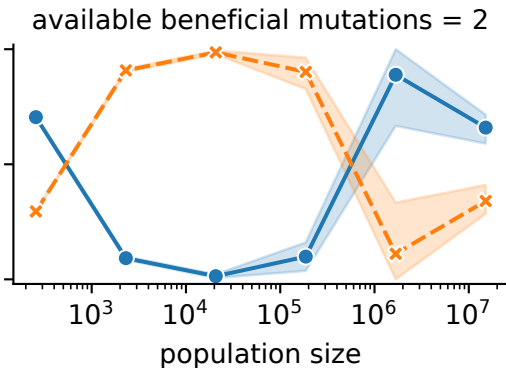 available beneficial mutations = 2
10³ 10⁴ 10⁵ 10⁶ 10⁷
population size